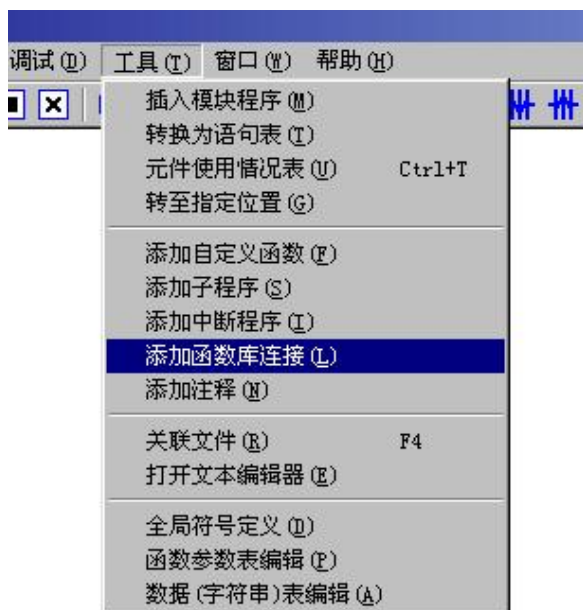 调试(D) 工具(T) 窗口(W) 帮助(H)
插入模块程序(M)
转换为语句表(T)
元件使用情况表(U) Ctrl+T
转至指定位置(G)
添加自定义函数(F)
添加子程序(S)
添加中断程序(I)
添加函数库连接(L)
添加注释(N)
关联文件(R) F4
打开文本编辑器(E)
全局符号定义(D)
函数参数表编辑(P)
数据(字符串)表编辑(A)